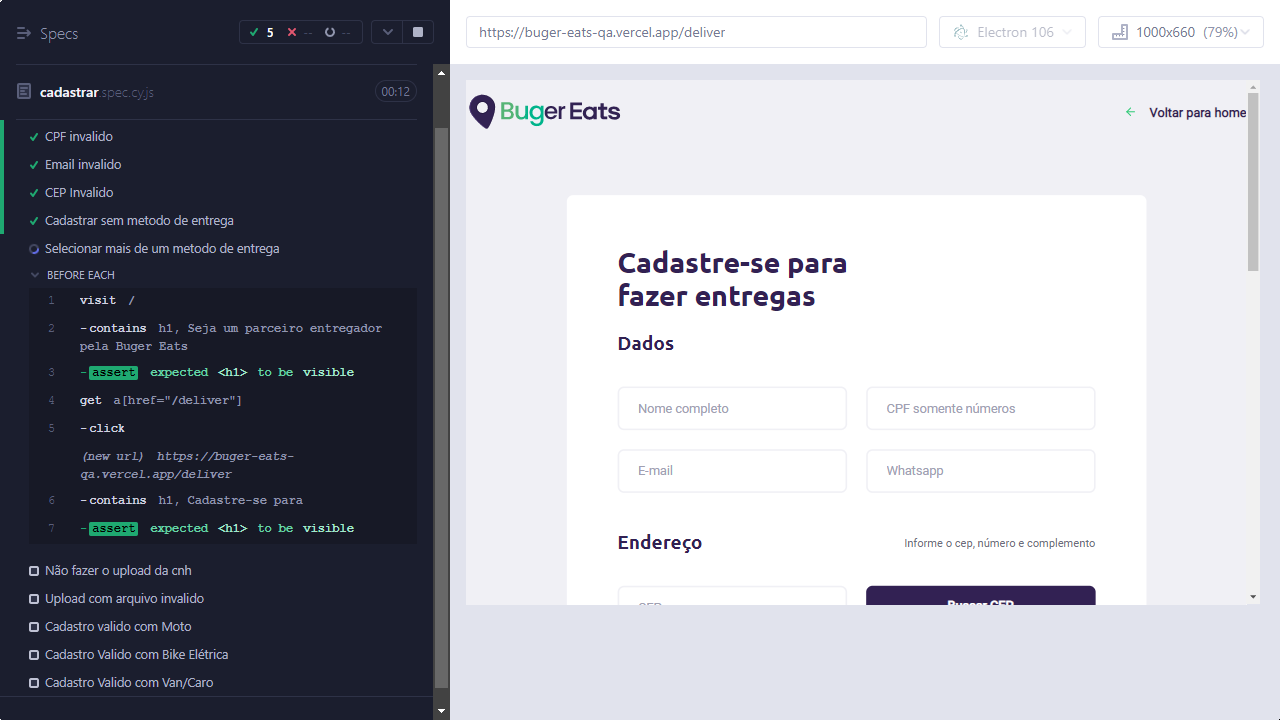 Specs
5
--
--
cadastrar.spec.cy.js
00:12
CPF invalido
Email invalido
CEP Invalido
Cadastrar sem metodo de entrega
Selecionar mais de um metodo de entrega
BEFORE EACH
1 visit /
2 -contains h1, Seja um parceiro entregador
pela Buger Eats
3 -assert expected <h1> to be visible
4 get a[href="/deliver"]
5 -click
(new url) https://buger-eats-
qa.vercel.app/deliver
6 -contains h1, Cadastre-se para
7 -assert expected <h1> to be visible
Não fazer o upload da cnh
Upload com arquivo invalido
Cadastro valido com Moto
Cadastro Valido com Bike Elétrica
Cadastro Valido com Van/Caro
https://buger-eats-qa.vercel.app/deliver
Electron 106
1000x660 (79%)
Buger Eats
Voltar para home
Cadastre-se para
fazer entregas
Dados
Nome completo
CPF somente números
E-mail
Whatsapp
Endereço
Informe o cep, número e complemento
CEP
Buscar CEP